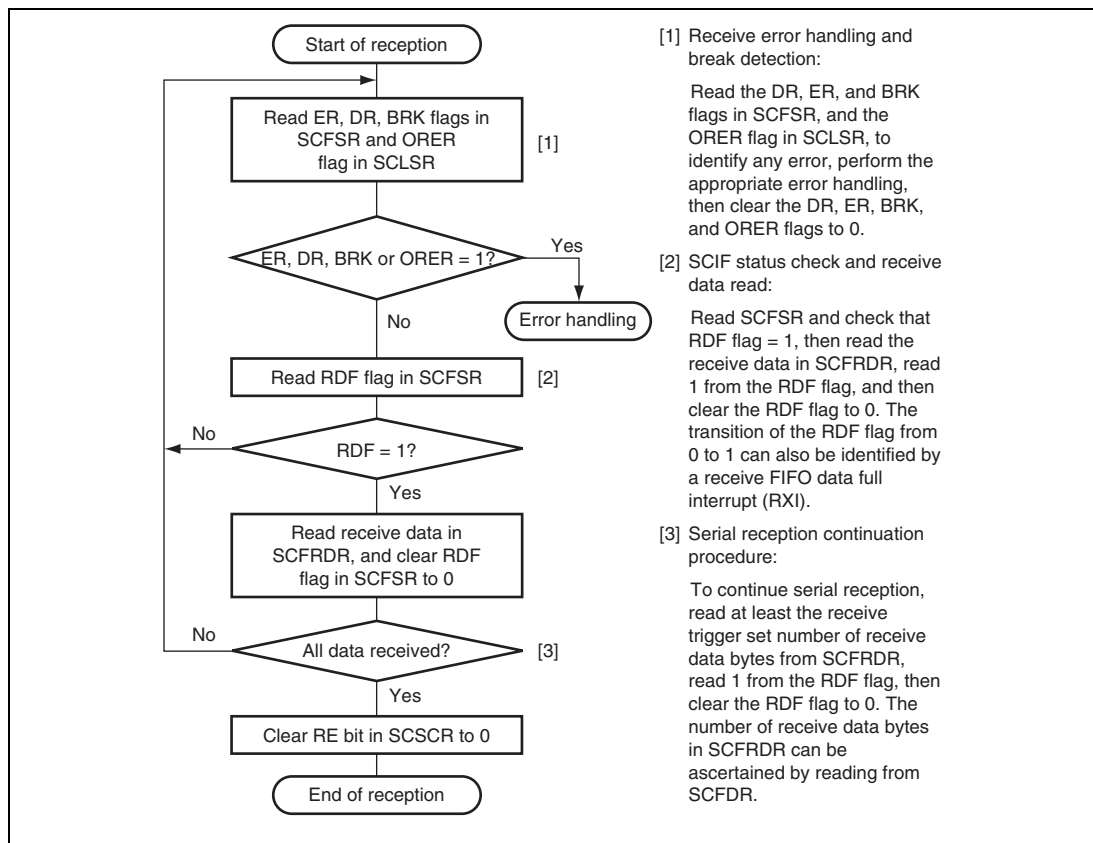 Start of reception
Read ER, DR, BRK flags in
SCFSR and ORER
flag in SCLSR
[1]
ER, DR, BRK or ORER = 1?
Yes
Error handling
No
Read RDF flag in SCFSR
[2]
No
RDF = 1?
Yes
Read receive data in
SCFRDR, and clear RDF
flag in SCFSR to 0
No
All data received?
[3]
Yes
Clear RE bit in SCSCR to 0
End of reception
[1] Receive error handling and
break detection:
Read the DR, ER, and BRK
flags in SCFSR, and the
ORER flag in SCLSR, to
identify any error, perform the
appropriate error handling,
then clear the DR, ER, BRK,
and ORER flags to 0.
[2] SCIF status check and receive
data read:
Read SCFSR and check that
RDF flag = 1, then read the
receive data in SCFRDR, read
1 from the RDF flag, and then
clear the RDF flag to 0. The
transition of the RDF flag from
0 to 1 can also be identified by
a receive FIFO data full
interrupt (RXI).
[3] Serial reception continuation
procedure:
To continue serial reception,
read at least the receive
trigger set number of receive
data bytes from SCFRDR,
read 1 from the RDF flag, then
clear the RDF flag to 0. The
number of receive data bytes
in SCFRDR can be
ascertained by reading from
SCFDR.